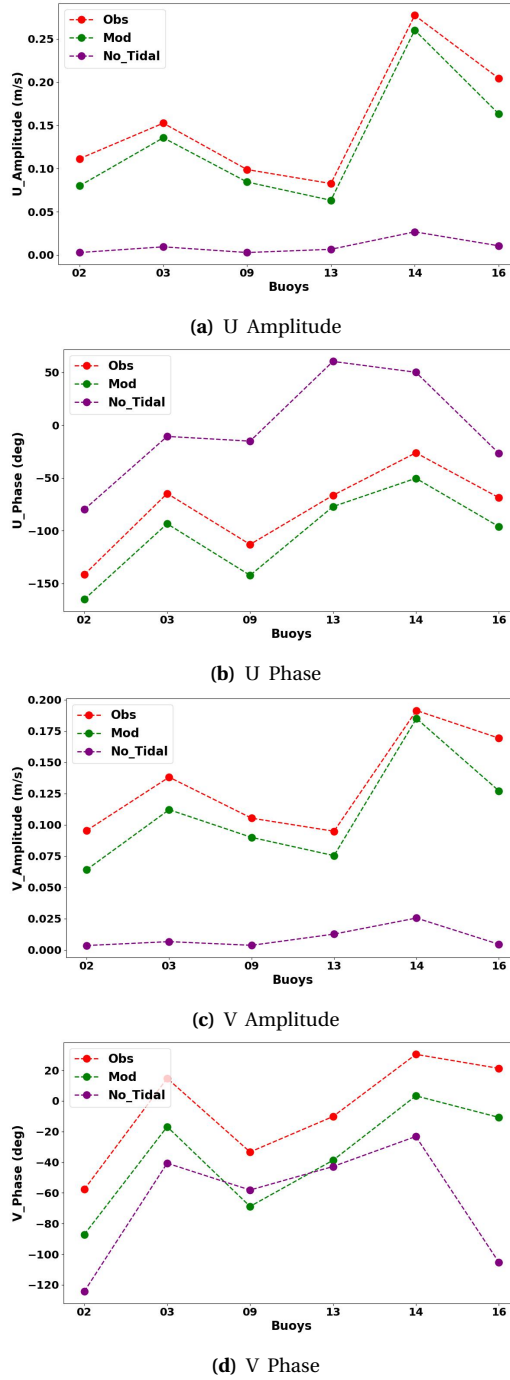 0.25
0.20
0.15
0.10
0.05
0.00
U_Amplitude (m/s)
Obs
Mod
No_Tidal
02 03 09 13 14 16
Buoys
(a) U Amplitude
50
0
−50
−100
−150
U_Phase (deg)
Obs
Mod
No_Tidal
02 03 09 13 14 16
Buoys
(b) U Phase
0.200
0.175
0.150
0.125
0.100
0.075
0.050
0.025
0.000
V_Amplitude (m/s)
Obs
Mod
No_Tidal
02 03 09 13 14 16
Buoys
(c) V Amplitude
20
0
−20
−40
−60
−80
−100
−120
V_Phase (deg)
Obs
Mod
No_Tidal
02 03 09 13 14 16
Buoys
(d) V Phase